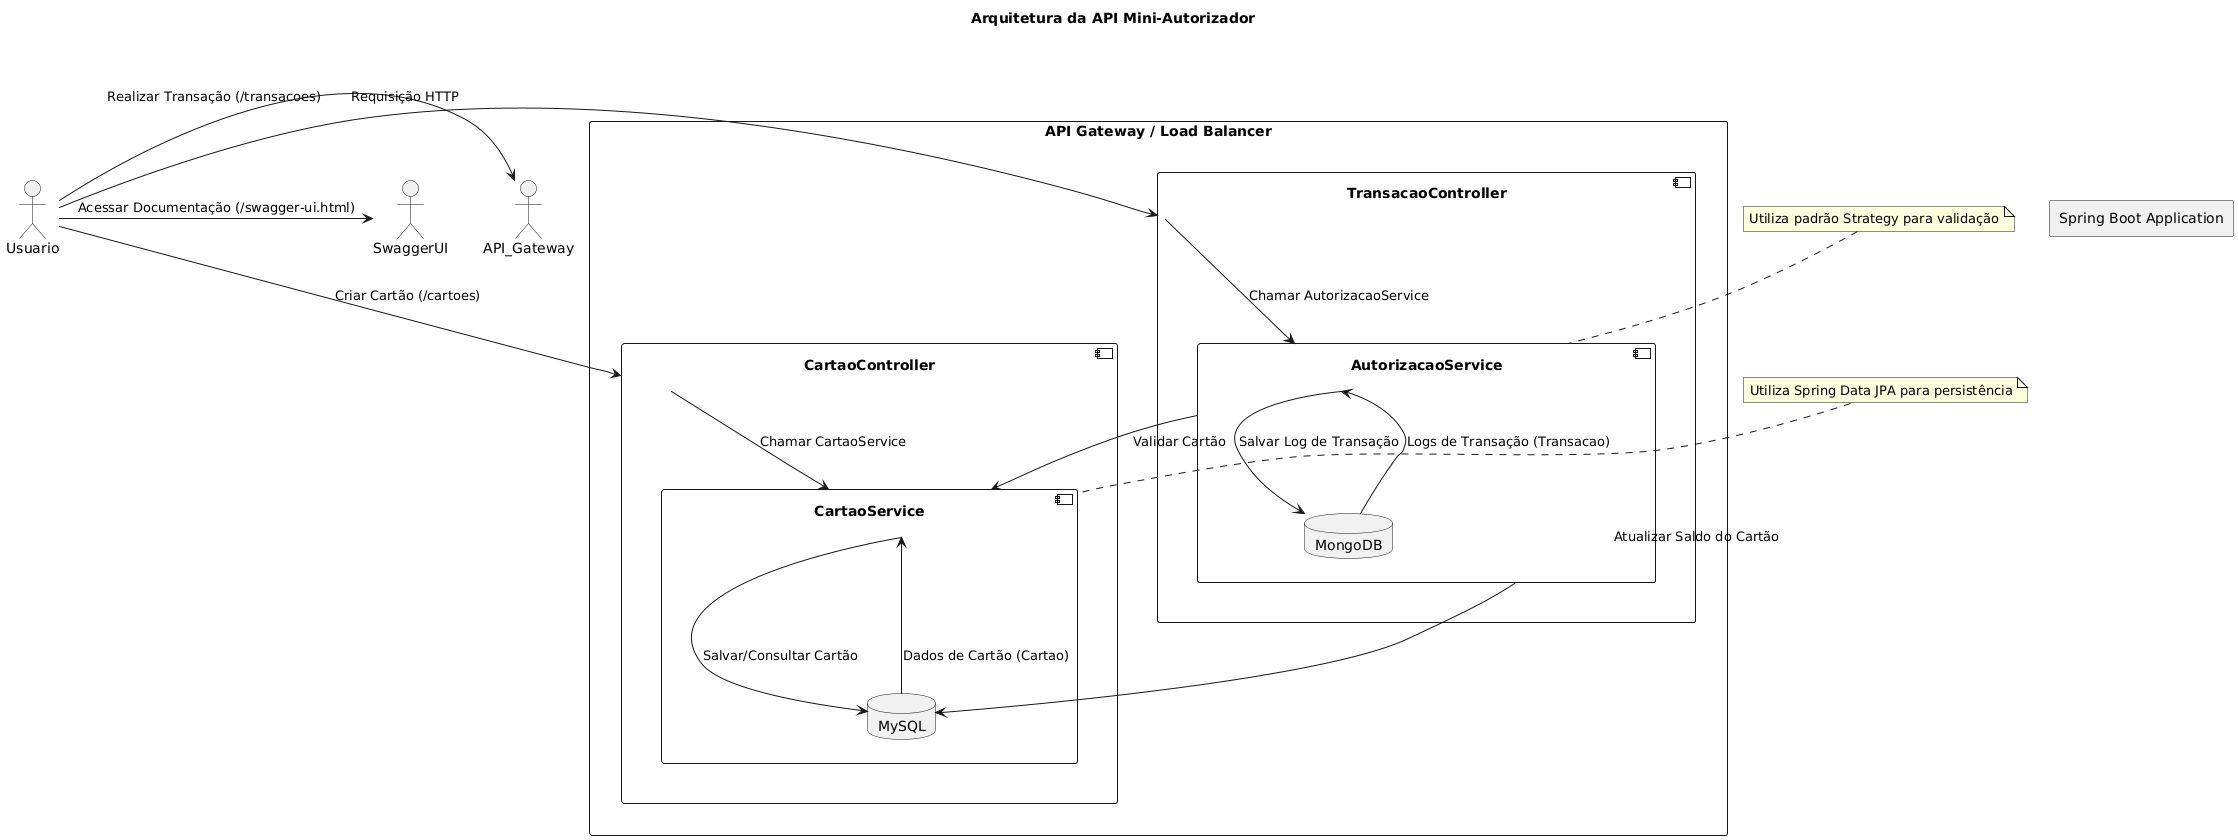 Arquitetura da API Mini-Autorizador
Realizar Transação (/transacoes)
Requisição HTTP
API Gateway / Load Balancer
TransacaoController
Acessar Documentação (/swagger-ui.html)
Utiliza padrão Strategy para validação
Spring Boot Application
Usuario
SwaggerUI
API_Gateway
Criar Cartão (/cartoes)
Chamar AutorizacaoService
CartaoController
AutorizacaoService
Utiliza Spring Data JPA para persistência
Chamar CartaoService
Validar Cartão
Salvar Log de Transação
Logs de Transação (Transacao)
CartaoService
MongoDB
Atualizar Saldo do Cartão
Salvar/Consultar Cartão
Dados de Cartão (Cartao)
MySQL